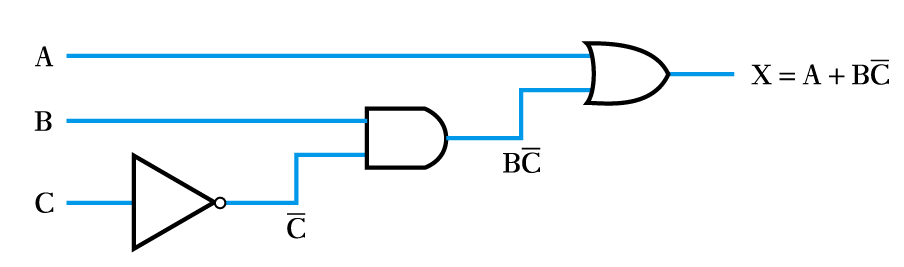 A
X = A + BC̅
B
BC̅
C
C̅